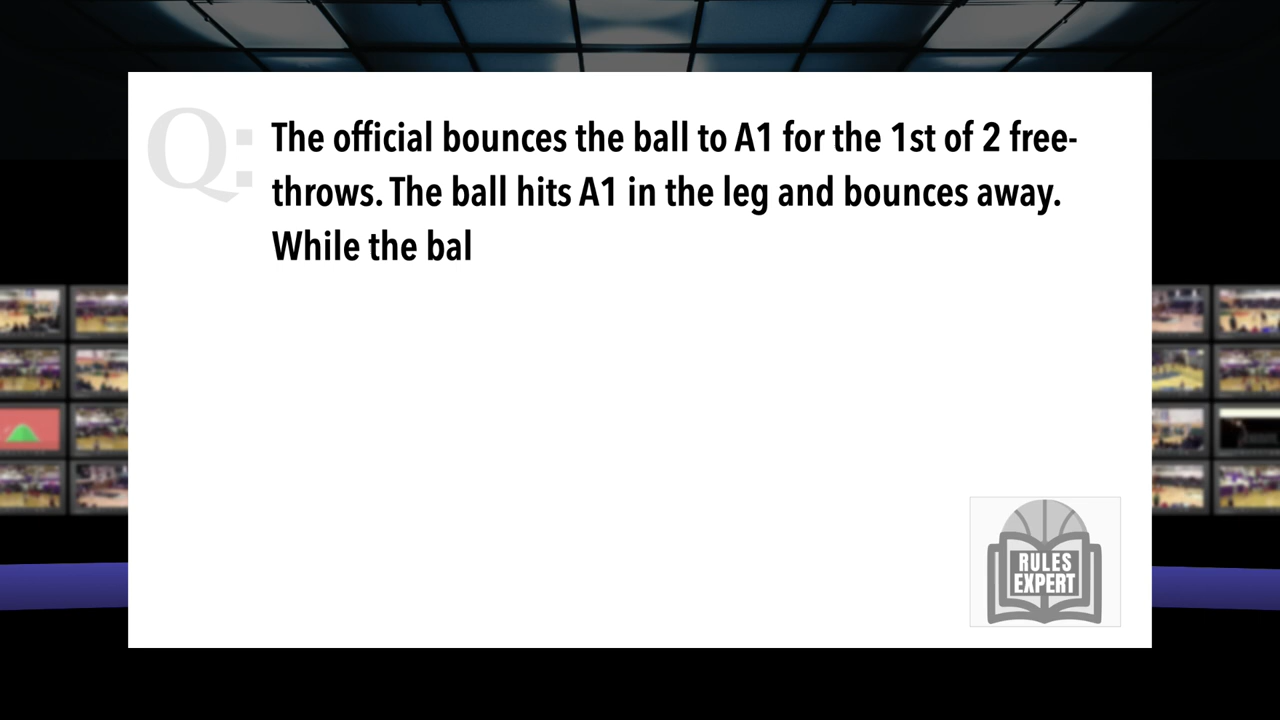 Q:
The official bounces the ball to A1 for the 1st of 2 free-
throws. The ball hits A1 in the leg and bounces away.
While the bal
RULES
EXPERT